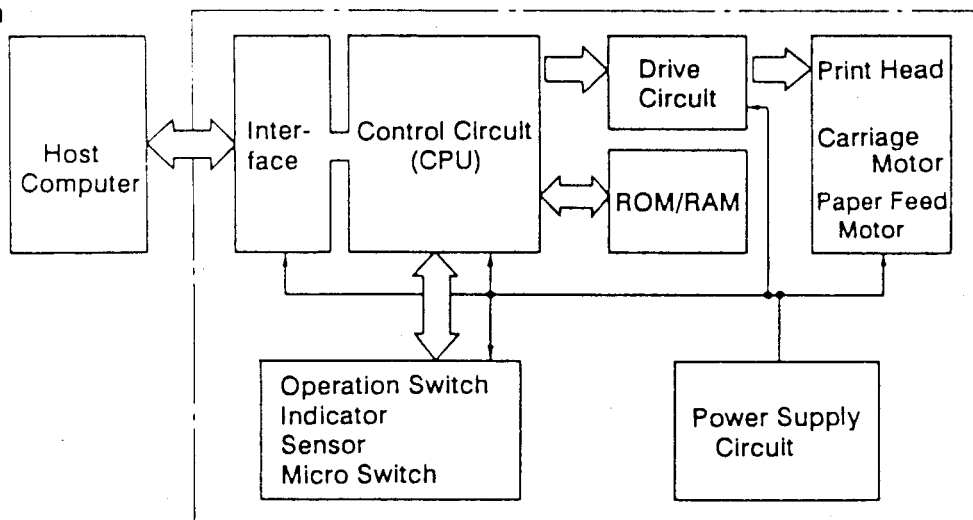 Host
Computer
Inter-
face
Control Circuit
(CPU)
Drive
Circuit
ROM/RAM
Print Head
Carriage
Motor
Paper Feed
Motor
Operation Switch
Indicator
Sensor
Micro Switch
Power Supply
Circuit